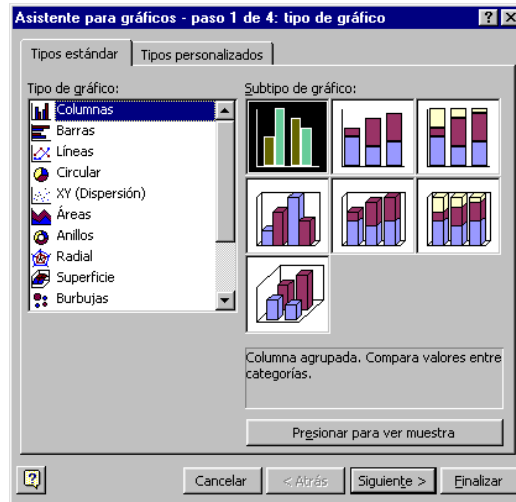 Asistente para gráficos - paso 1 de 4: tipo de gráfico
Tipos estándar
Tipos personalizados
Tipo de gráfico:
Columnas
Barras
Líneas
Circular
XY (Dispersión)
Áreas
Anillos
Radial
Superficie
Burbujas
Subtipo de gráfico:
Columna agrupada. Compara valores entre
categorías.
Presionar para ver muestra
Cancelar
< Atrás
Siguiente >
Finalizar